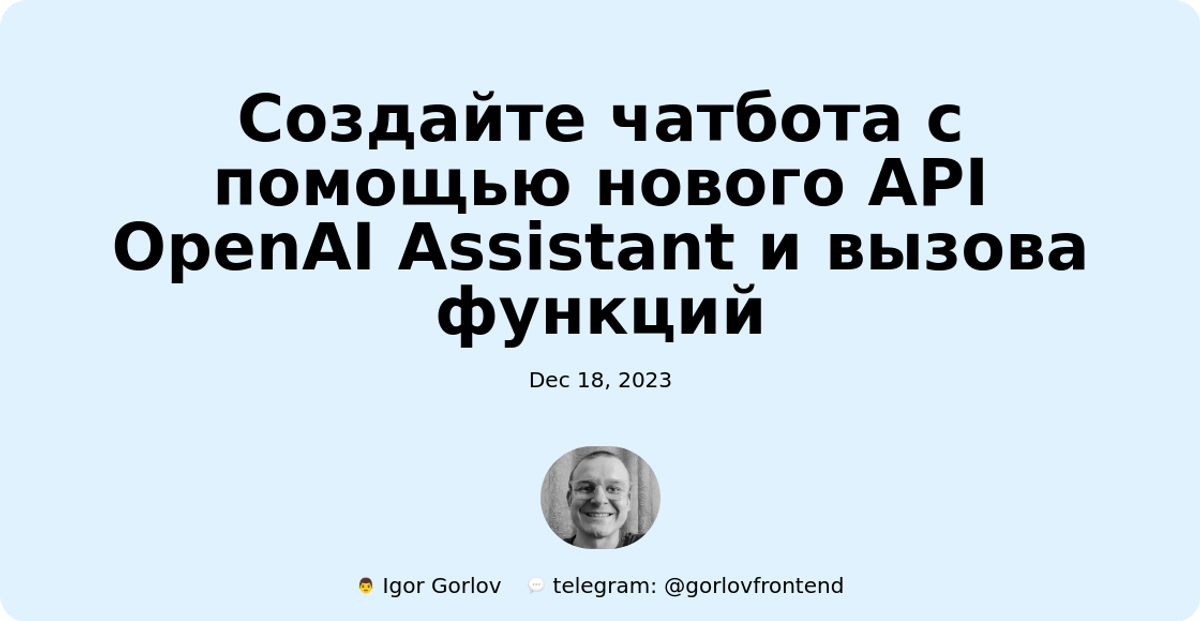 Создайте чатбота с
помощью нового API
OpenAI Assistant и вызова
функций
Dec 18, 2023
👨 Igor Gorlov 💬 telegram: @gorlovfrontend